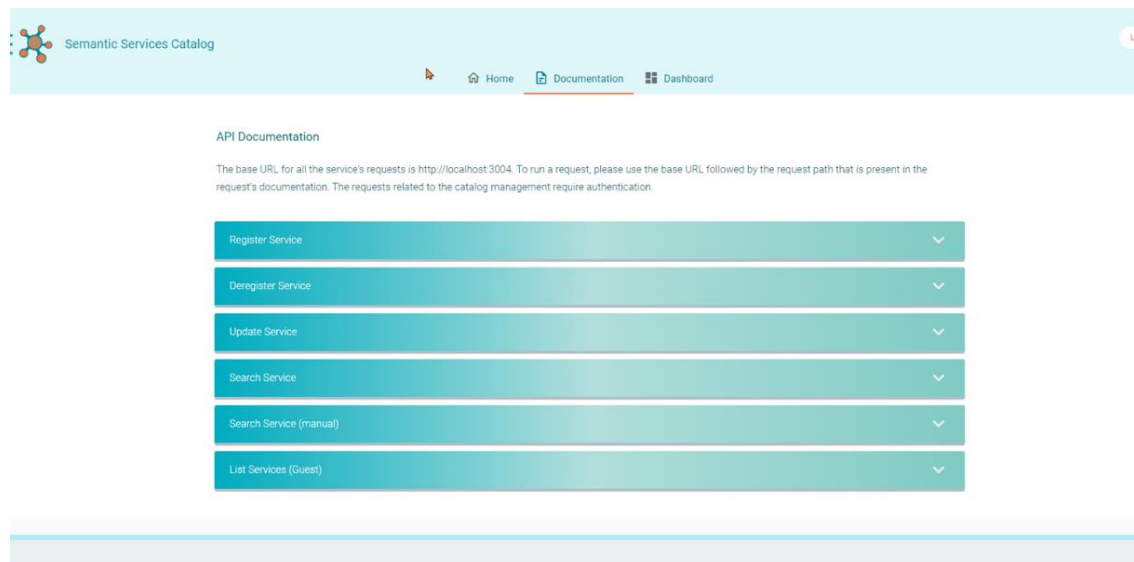 Semantic Services Catalog
Home Documentation Dashboard
API Documentation
The base URL for all the service's requests is http://localhost:3004. To run a request, please use the base URL followed by the request path that is present in the
request's documentation. The requests related to the catalog management require authentication.
Register Service
Deregister Service
Update Service
Search Service
Search Service (manual)
List Services (Guest)